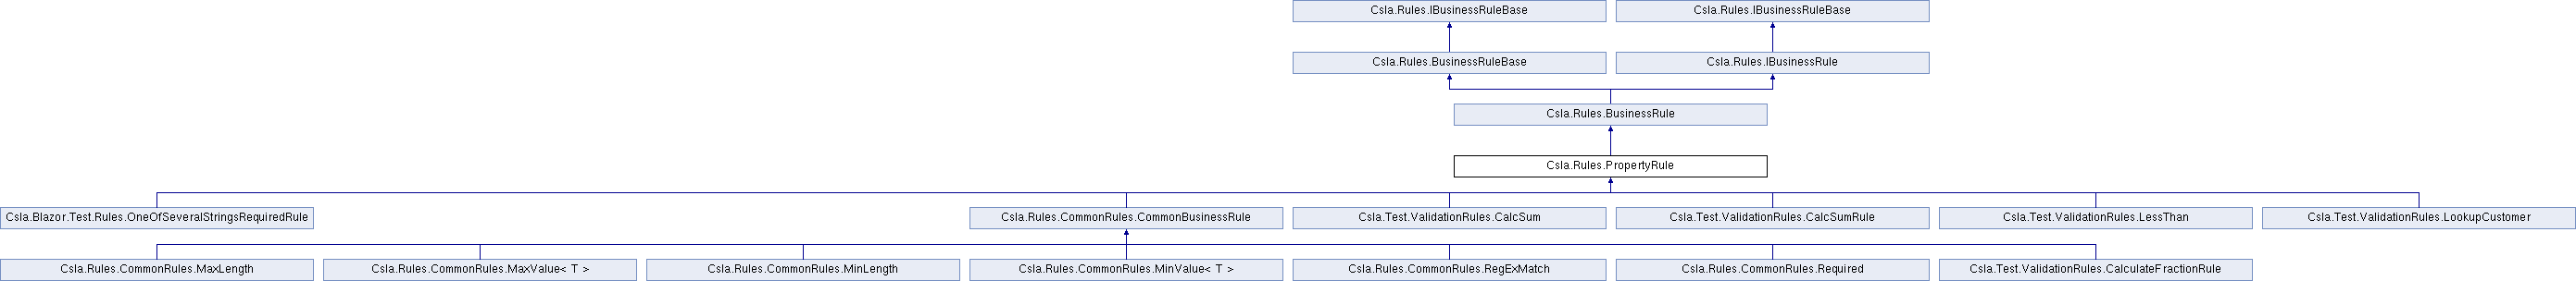 Csla.Rules.IBusinessRuleBase
Csla.Rules.IBusinessRuleBase
Csla.Rules.BusinessRuleBase
Csla.Rules.IBusinessRule
Csla.Rules.BusinessRule
Csla.Rules.PropertyRule
Csla.Blazor.Test.Rules.OneOfSeveralStringsRequiredRule
Csla.Rules.CommonRules.CommonBusinessRule
Csla.Test.ValidationRules.CalcSum
Csla.Test.ValidationRules.CalcSumRule
Csla.Test.ValidationRules.LessThan
Csla.Test.ValidationRules.LookupCustomer
Csla.Rules.CommonRules.MaxLength
Csla.Rules.CommonRules.MaxValue< T >
Csla.Rules.CommonRules.MinLength
Csla.Rules.CommonRules.MinValue< T >
Csla.Rules.CommonRules.RegExMatch
Csla.Rules.CommonRules.Required
Csla.Test.ValidationRules.CalculateFractionRule